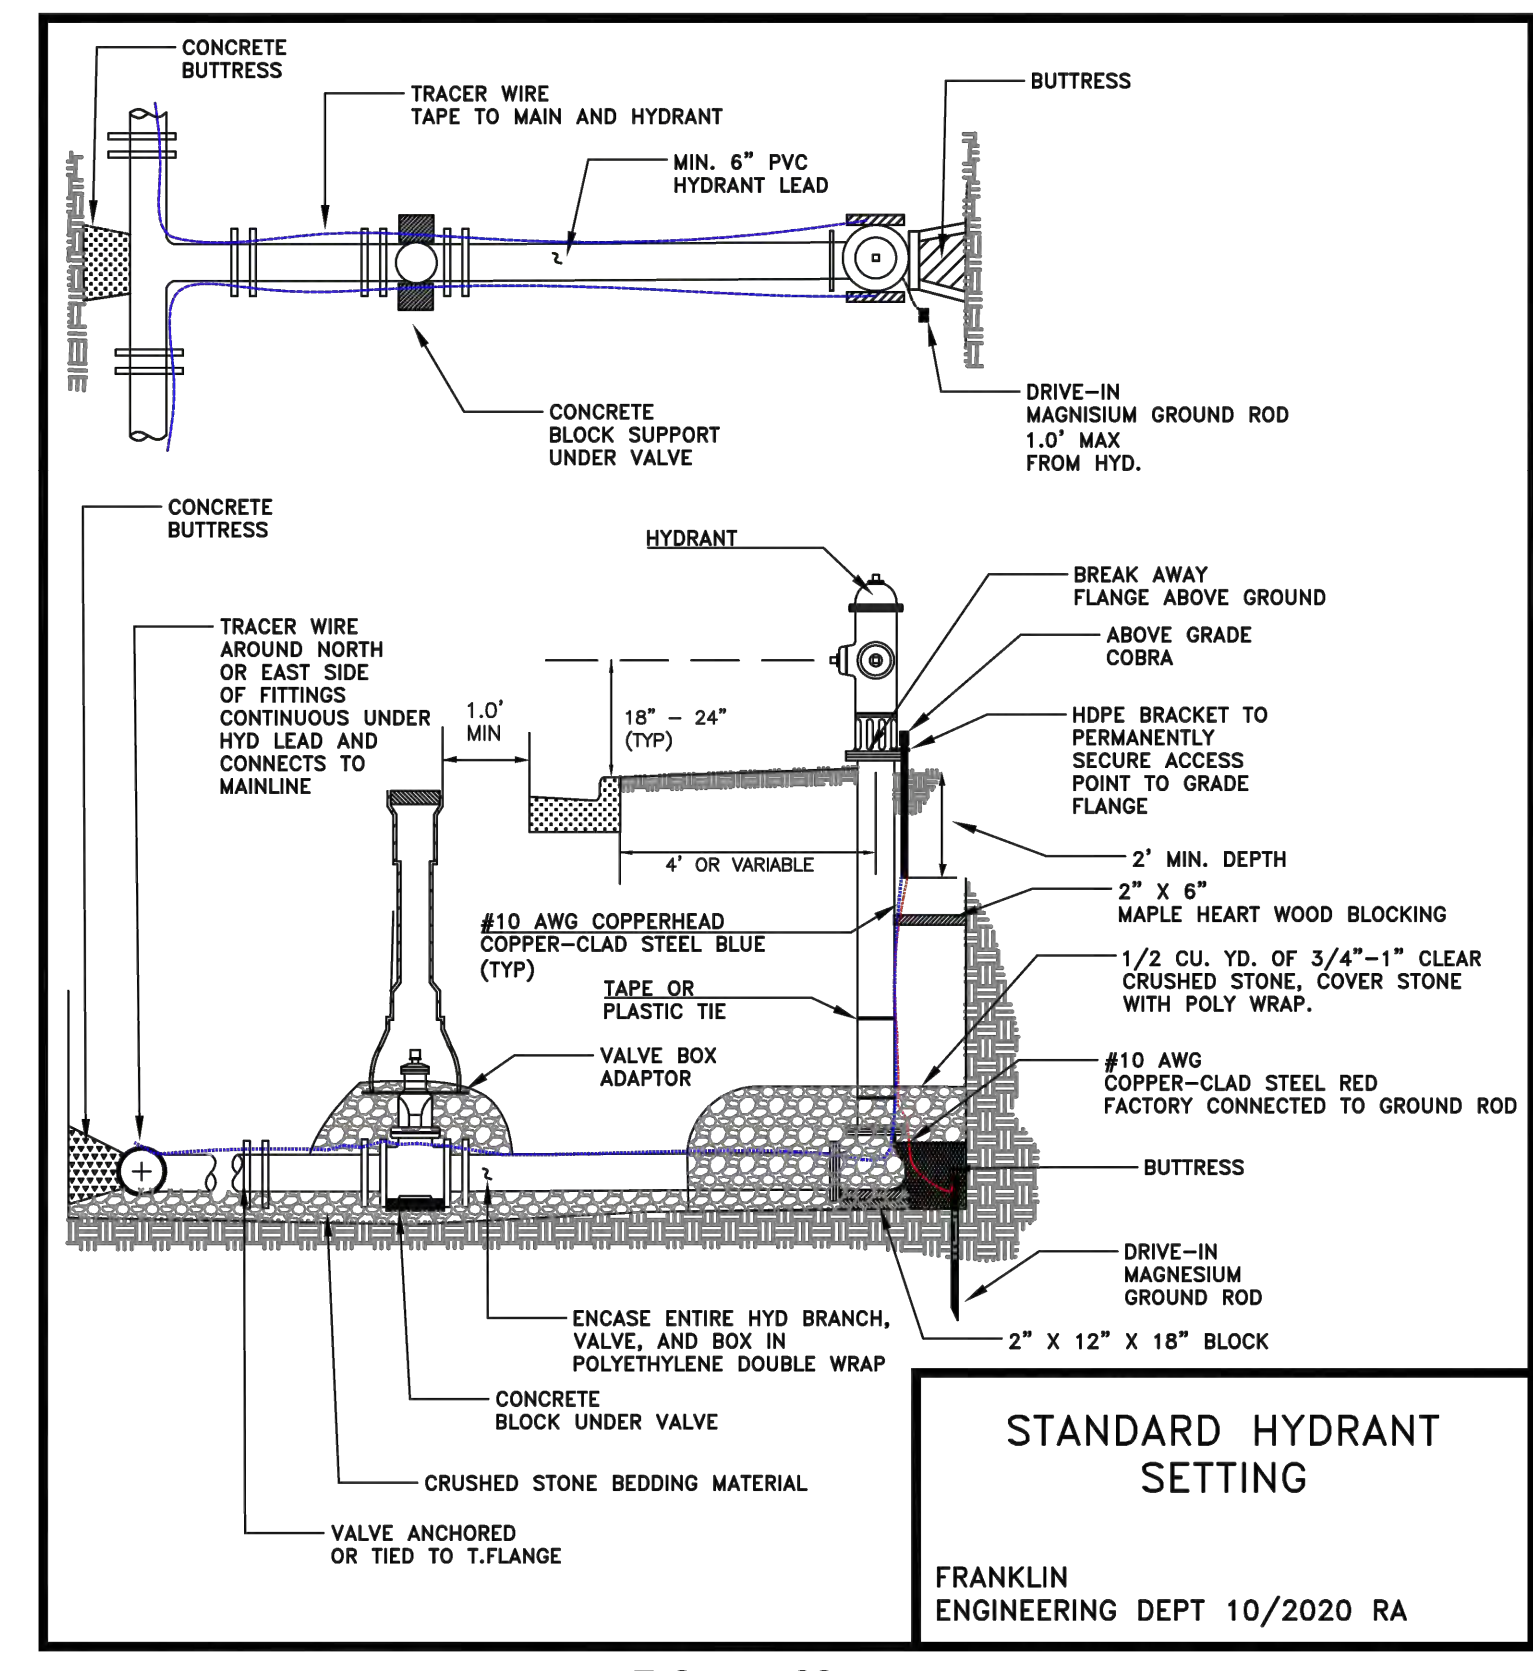 CONCRETE
BUTTRESS
TRACER WIRE
TAPE TO MAIN AND HYDRANT
BUTTRESS
MIN. 6" PVC
HYDRANT LEAD
CONCRETE
BLOCK SUPPORT
UNDER VALVE
DRIVE-IN
MAGNISIUM GROUND ROD
1.0' MAX
FROM HYD.
CONCRETE
BUTTRESS
HYDRANT
BREAK AWAY
FLANGE ABOVE GROUND
TRACER WIRE
AROUND NORTH
OR EAST SIDE
OF FITTINGS
CONTINUOUS UNDER
HYD LEAD AND
CONNECTS TO
MAINLINE
1.0'
MIN
18" - 24"
(TYP)
ABOVE GRADE
COBRA
HDPE BRACKET TO
PERMANENTLY
SECURE ACCESS
POINT TO GRADE
FLANGE
4' OR VARIABLE
2' MIN. DEPTH
2" X 6"
MAPLE HEART WOOD BLOCKING
#10 AWG COPPERHEAD
COPPER-CLAD STEEL BLUE
(TYP)
1/2 CU. YD. OF 3/4"-1" CLEAR
CRUSHED STONE, COVER STONE
WITH POLY WRAP.
TAPE OR
PLASTIC TIE
VALVE BOX
ADAPTOR
#10 AWG
COPPER-CLAD STEEL RED
FACTORY CONNECTED TO GROUND ROD
BUTTRESS
DRIVE-IN
MAGNESIUM
GROUND ROD
ENCASE ENTIRE HYD BRANCH,
VALVE, AND BOX IN
POLYETHYLENE DOUBLE WRAP
2" X 12" X 18" BLOCK
CONCRETE
BLOCK UNDER VALVE
CRUSHED STONE BEDDING MATERIAL
VALVE ANCHORED
OR TIED TO T.FLANGE
STANDARD HYDRANT
SETTING
FRANKLIN
ENGINEERING DEPT 10/2020 RA